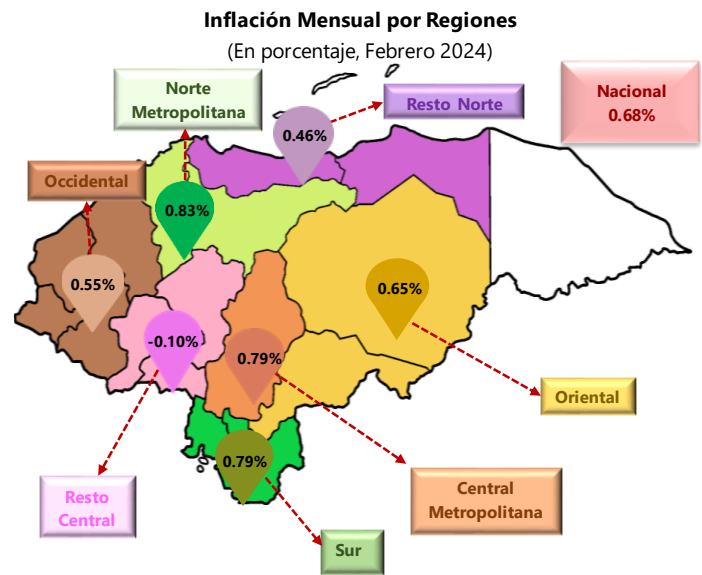 Inflación Mensual por Regiones
(En porcentaje, Febrero 2024)
Norte
Metropolitana
Resto Norte
Nacional
0.68%
0.46%
Occidental
0.83%
0.55%
0.65%
-0.10%
0.79%
Oriental
0.79%
Resto
Central
Central
Metropolitana
Sur